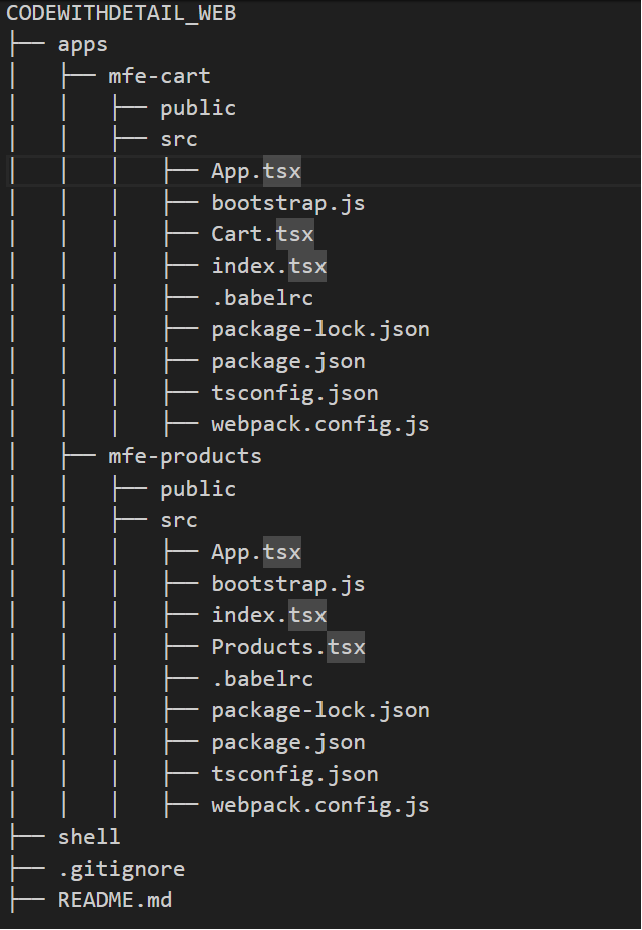 CODEWITHDETAIL_WEB
├── apps
│   ├── mfe-cart
│   │   ├── public
│   │   ├── src
│   │   │   ├── App.tsx
│   │   │   ├── bootstrap.js
│   │   │   ├── Cart.tsx
│   │   │   ├── index.tsx
│   │   │   ├── .babelrc
│   │   │   ├── package-lock.json
│   │   │   ├── package.json
│   │   │   ├── tsconfig.json
│   │   │   ├── webpack.config.js
│   ├── mfe-products
│   │   ├── public
│   │   ├── src
│   │   │   ├── App.tsx
│   │   │   ├── bootstrap.js
│   │   │   ├── index.tsx
│   │   │   ├── Products.tsx
│   │   │   ├── .babelrc
│   │   │   ├── package-lock.json
│   │   │   ├── package.json
│   │   │   ├── tsconfig.json
│   │   │   ├── webpack.config.js
├── shell
├── .gitignore
├── README.md